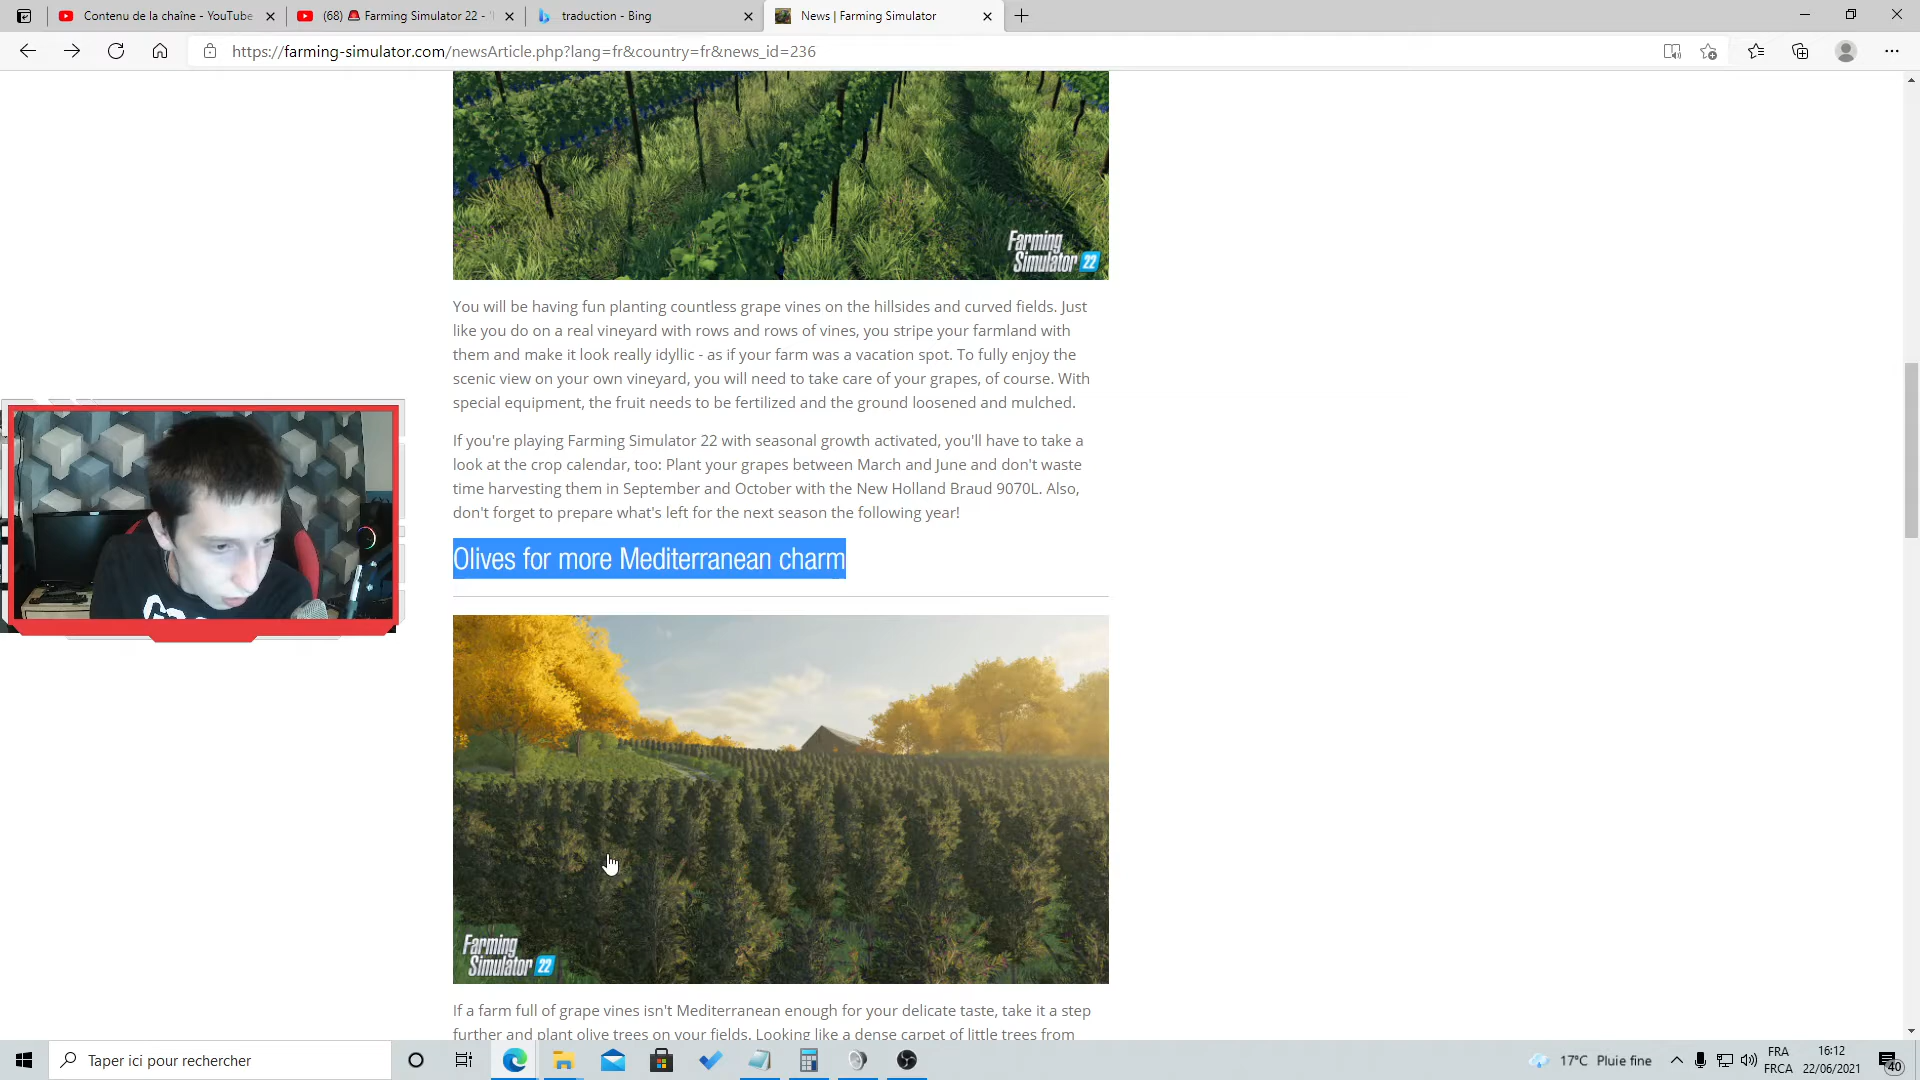 Contenu de la chaîne - YouTube
(68) 🚨 Farming Simulator 22 - "
traduction - Bing
News | Farming Simulator
https://farming-simulator.com/newsArticle.php?lang=fr&country=fr&news_id=236
Farming
Simulator 22
You will be having fun planting countless grape vines on the hillsides and curved fields. Just
like you do on a real vineyard with rows and rows of vines, you stripe your farmland with
them and make it look really idyllic - as if your farm was a vacation spot. To fully enjoy the
scenic view on your own vineyard, you will need to take care of your grapes, of course. With
special equipment, the fruit needs to be fertilized and the ground loosened and mulched.
If you're playing Farming Simulator 22 with seasonal growth activated, you'll have to take a
look at the crop calendar, too: Plant your grapes between March and June and don't waste
time harvesting them in September and October with the New Holland Braud 9070L. Also,
don't forget to prepare what's left for the next season the following year!
Olives for more Mediterranean charm
Farming
Simulator 22
If a farm full of grape vines isn't Mediterranean enough for your delicate taste, take it a step
further and plant olive trees on your fields. Looking like a dense carpet of little trees from
Taper ici pour rechercher
17°C Pluie fine
FRA
FRCA
16:12
22/06/2021
40